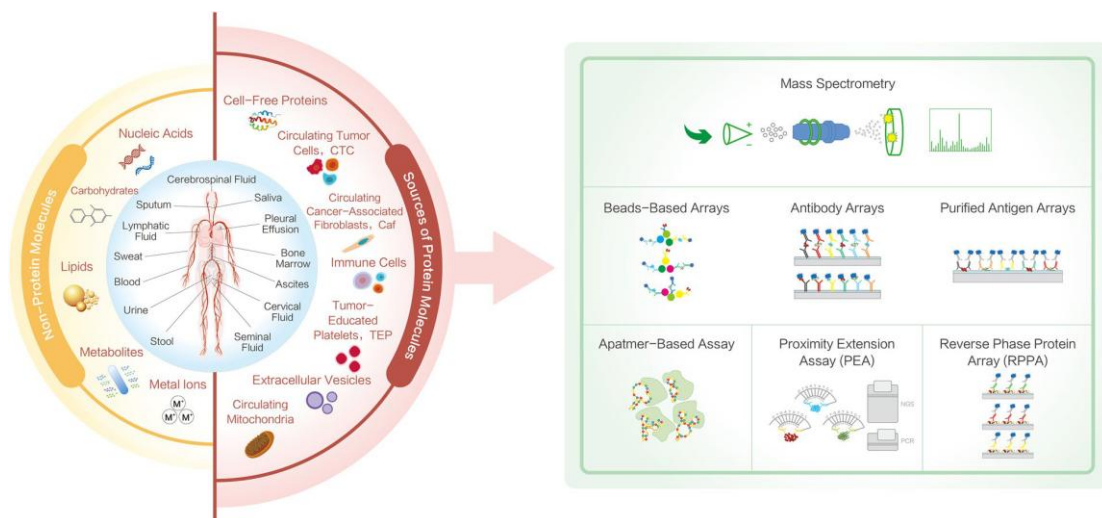 Non-Protein Molecules
Nucleic Acids
Carbohydrates
Lipids
Metabolites
Metal Ions
M⁺
M⁺
M⁺
Cerebrospinal Fluid
Sputum
Saliva
Lymphatic
Fluid
Pleural
Effusion
Sweat
Bone
Marrow
Blood
Ascites
Urine
Cervical
Fluid
Stool
Seminal
Fluid
Cell-Free Proteins
Circulating Tumor
Cells, CTC
Circulating
Cancer-Associated
Fibroblasts, Caf
Immune Cells
Tumor-
Educated
Platelets, TEP
Extracellular Vesicles
Circulating
Mitochondria
Sources of Protein Molecules
Mass Spectrometry
+
−
Beads-Based Arrays
Antibody Arrays
Purified Antigen Arrays
Apatmer-Based Assay
Proximity Extension
Assay (PEA)
NGS
PCR
Reverse Phase Protein
Array (RPPA)